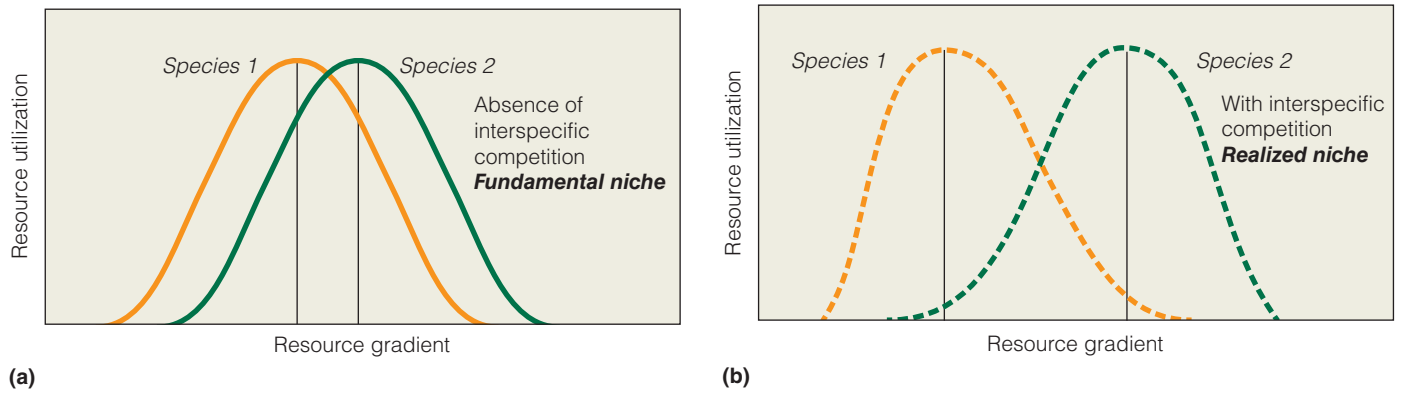 Species 1
Species 2
Absence of
interspecific
competition
Fundamental niche
Resource utilization
Resource gradient
(a)
Species 1
Species 2
With interspecific
competition
Realized niche
Resource utilization
Resource gradient
(b)